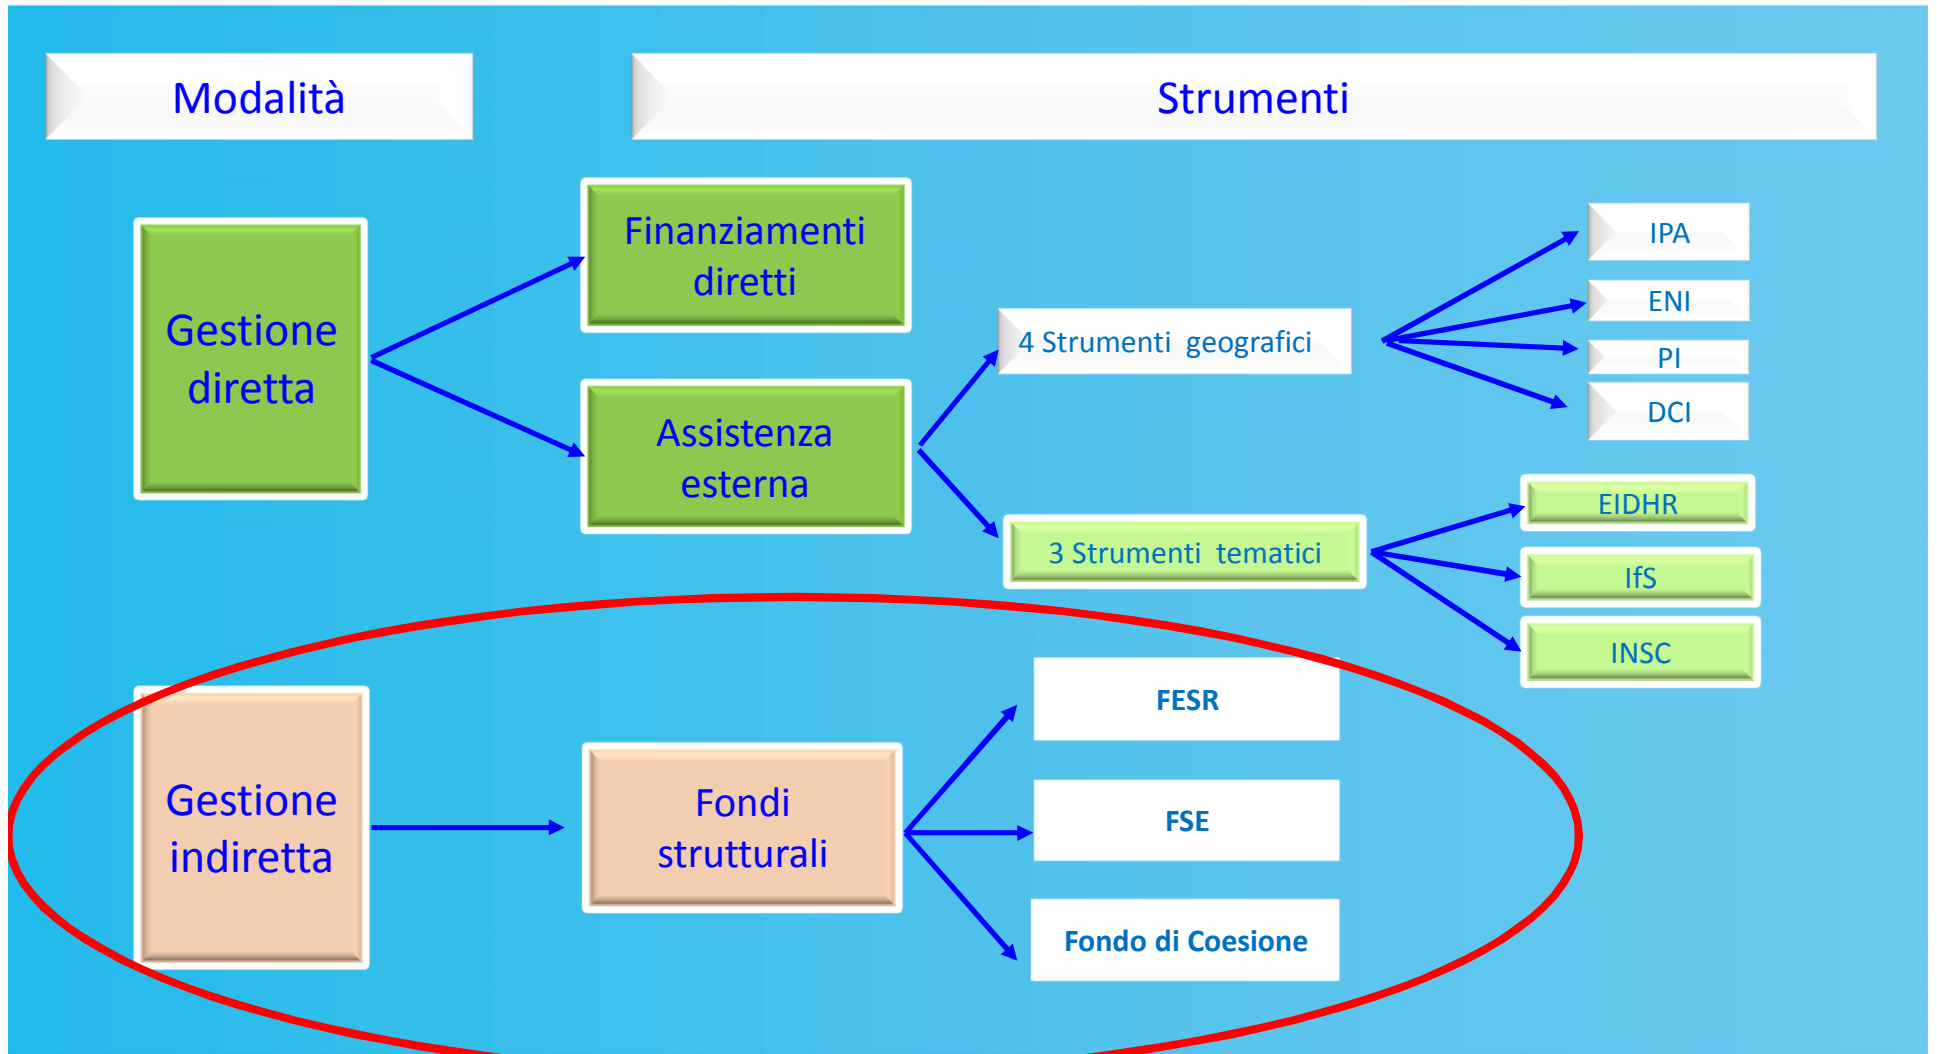 Modalità
Strumenti
Gestione
diretta
Finanziamenti
diretti
Assistenza
esterna
4 Strumenti geografici
IPA
ENI
PI
DCI
3 Strumenti tematici
EIDHR
IfS
INSC
Gestione
indiretta
Fondi
strutturali
FESR
FSE
Fondo di Coesione